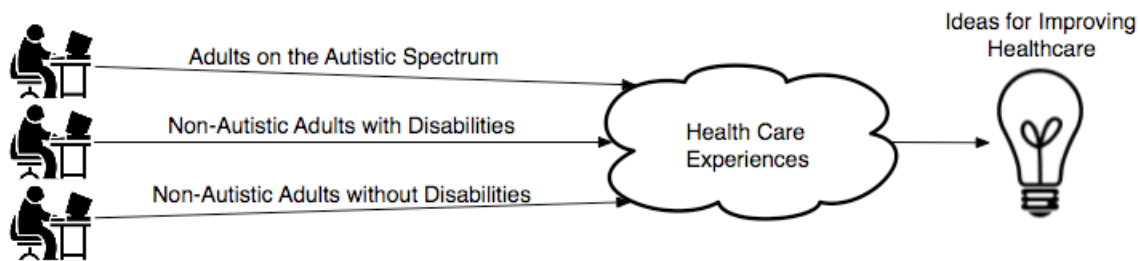 Ideas for Improving
Healthcare
Adults on the Autistic Spectrum
Non-Autistic Adults with Disabilities
Non-Autistic Adults without Disabilities
Health Care
Experiences